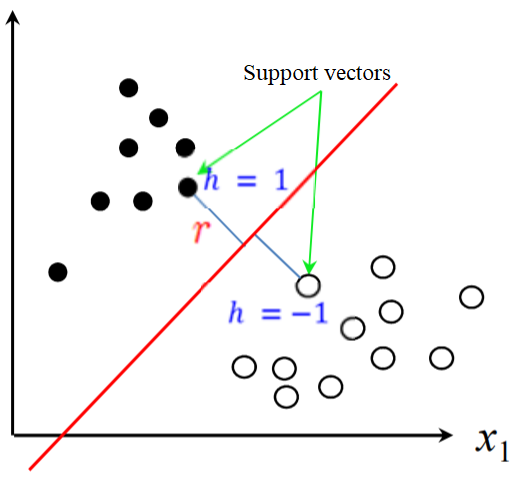 Support vectors
h = 1
r
h = −1
x₁